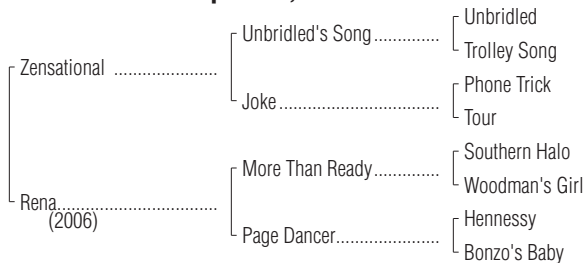 Unbridled
Unbridled's Song..............
Trolley Song
Zensational ......................
Phone Trick
Joke..................................
Tour
Southern Halo
More Than Ready..............
Woodman's Girl
Rena..................................
(2006)
Hennessy
Page Dancer......................
Bonzo's Baby